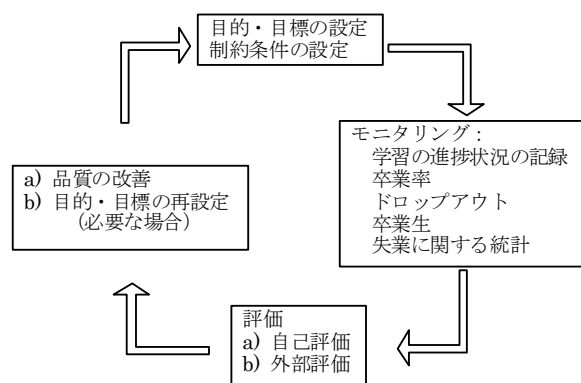 目的・目標の設定
制約条件の設定
モニタリング：
学習の進捗状況の記録
卒業率
ドロップアウト
卒業生
失業に関する統計
評価
a) 自己評価
b) 外部評価
a) 品質の改善
b) 目的・目標の再設定
(必要な場合)